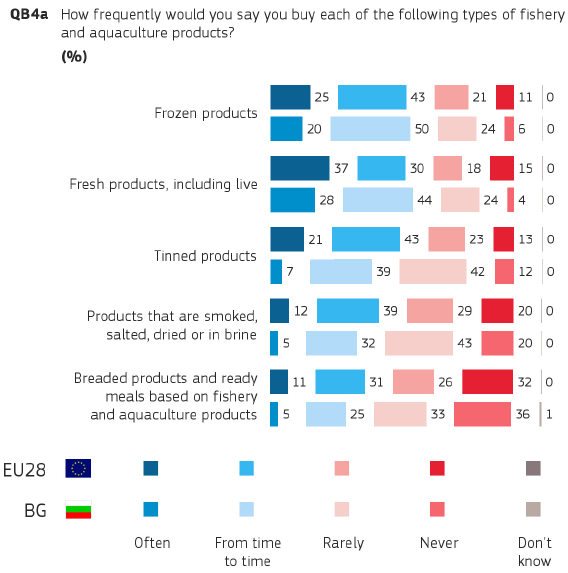 QB4a How frequently would you say you buy each of the following types of fishery
and aquaculture products?
(%)
Frozen products
25 43 21 11 0
20 50 24 6 0
Fresh products, including live
37 30 18 15 0
28 44 24 4 0
Tinned products
21 43 23 13 0
7 39 42 12 0
Products that are smoked,
salted, dried or in brine
12 39 29 20 0
5 32 43 20 0
Breaded products and ready
meals based on fishery
and aquaculture products
11 31 26 32 0
5 25 33 36 1
EU28
BG
Often From time to time Rarely Never Don't know